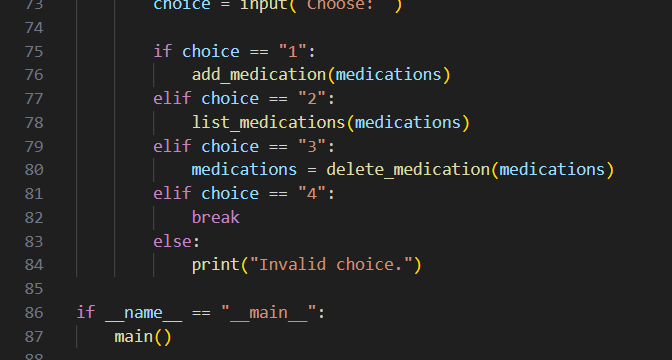 73 choice = input("Choose: ")
74
75 if choice == "1":
76 add_medication(medications)
77 elif choice == "2":
78 list_medications(medications)
79 elif choice == "3":
80 medications = delete_medication(medications)
81 elif choice == "4":
82 break
83 else:
84 print("Invalid choice.")
85
86 if __name__ == "__main__":
87 main()
88